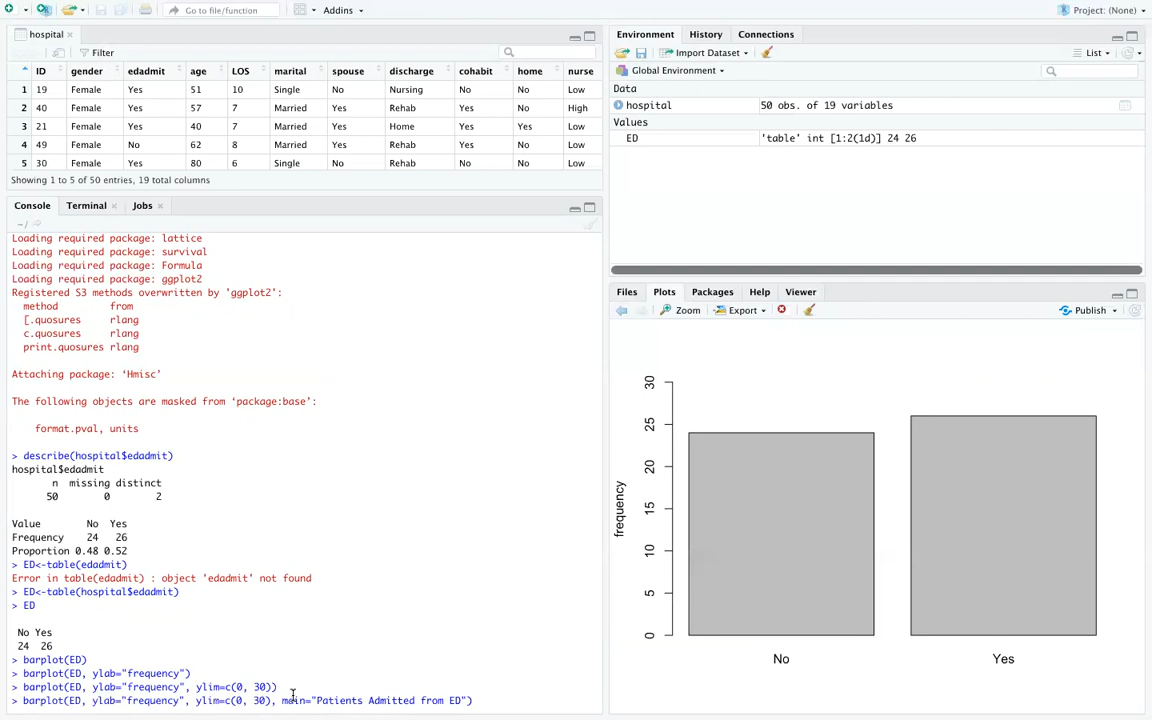 Go to file/function
Addins
Project: (None)
hospital
Filter
ID gender edadmit age LOS marital spouse discharge cohabit home nurse
1 19 Female Yes 51 10 Single No Nursing No No Low
2 40 Female Yes 57 7 Married Yes Rehab Yes No High
3 21 Female Yes 40 7 Married Yes Home Yes Yes Low
4 49 Female No 62 8 Married Yes Rehab Yes No Low
5 30 Female Yes 80 6 Single No Rehab No No Low
Showing 1 to 5 of 50 entries, 19 total columns
Console Terminal Jobs
~/
Loading required package: lattice
Loading required package: survival
Loading required package: Formula
Loading required package: ggplot2
Registered S3 methods overwritten by 'ggplot2':
method from
[.quosures rlang
c.quosures rlang
print.quosures rlang
Attaching package: ‘Hmisc’
The following objects are masked from ‘package:base’:
format.pval, units
> describe(hospital$edadmit)
hospital$edadmit
n missing distinct
50 0 2
Value No Yes
Frequency 24 26
Proportion 0.48 0.52
> ED<-table(edadmit)
Error in table(edadmit) : object 'edadmit' not found
> ED<-table(hospital$edadmit)
> ED
No Yes
24 26
> barplot(ED)
> barplot(ED, ylab="frequency")
> barplot(ED, ylab="frequency", ylim=c(0, 30))
> barplot(ED, ylab="frequency", ylim=c(0, 30), main="Patients Admitted from ED")
Environment History Connections
Import Dataset
List
Global Environment
Data
hospital 50 obs. of 19 variables
Values
ED 'table' int [1:2(1d)] 24 26
Files Plots Packages Help Viewer
Zoom Export Publish
30
25
20
15
10
5
0
frequency
No Yes